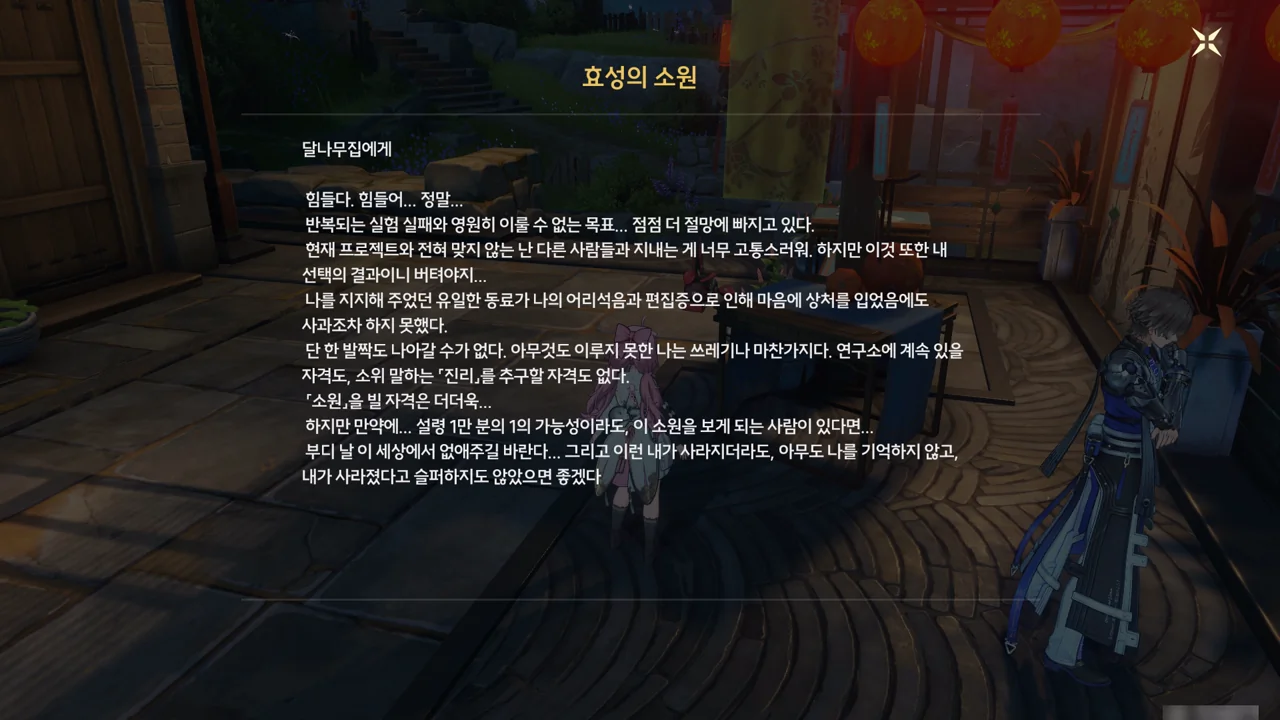 효성의 소원
달나무집에게
힘들다. 힘들어... 정말...
반복되는 실험 실패와 영원히 이룰 수 없는 목표... 점점 더 절망에 빠지고 있다.
현재 프로젝트와 전혀 맞지 않는 난 다른 사람들과 지내는 게 너무 고통스러워. 하지만 이것 또한 내
선택의 결과이니 버텨야지...
나를 지지해 주었던 유일한 동료가 나의 어리석음과 편집증으로 인해 마음에 상처를 입었음에도
사과조차 하지 못했다.
단 한 발짝도 나아갈 수가 없다. 아무것도 이루지 못한 나는 쓰레기나 마찬가지다. 연구소에 계속 있을
자격도, 소위 말하는 「진리」를 추구할 자격도 없다.
「소원」을 빌 자격은 더더욱...
하지만 만약에... 설령 1만 분의 1의 가능성이라도, 이 소원을 보게 되는 사람이 있다면...
부디 날 이 세상에서 없애주길 바란다... 그리고 이런 내가 사라지더라도, 아무도 나를 기억하지 않고,
내가 사라졌다고 슬퍼하지도 않았으면 좋겠다